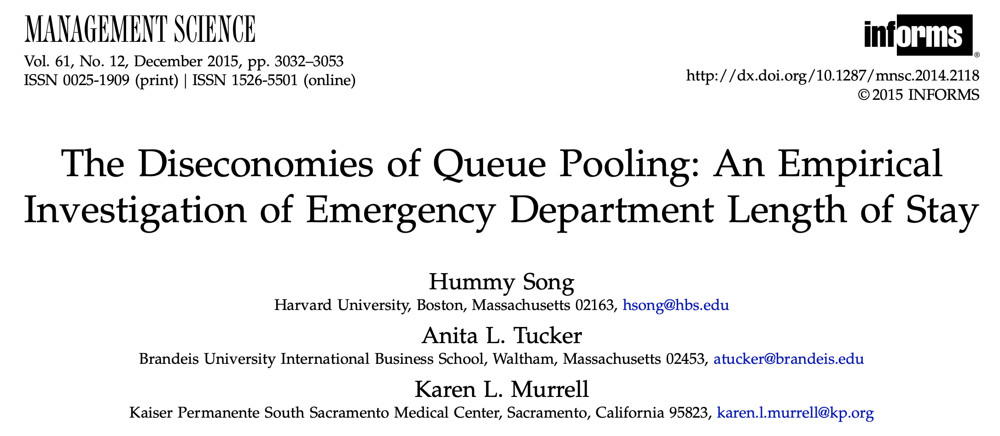 MANAGEMENT SCIENCE
Vol. 61, No. 12, December 2015, pp. 3032–3053
ISSN 0025-1909 (print) | ISSN 1526-5501 (online)
informs®
http://dx.doi.org/10.1287/mnsc.2014.2118
© 2015 INFORMS
The Diseconomies of Queue Pooling: An Empirical
Investigation of Emergency Department Length of Stay
Hummy Song
Harvard University, Boston, Massachusetts 02163, hsong@hbs.edu
Anita L. Tucker
Brandeis University International Business School, Waltham, Massachusetts 02453, atucker@brandeis.edu
Karen L. Murrell
Kaiser Permanente South Sacramento Medical Center, Sacramento, California 95823, karen.l.murrell@kp.org